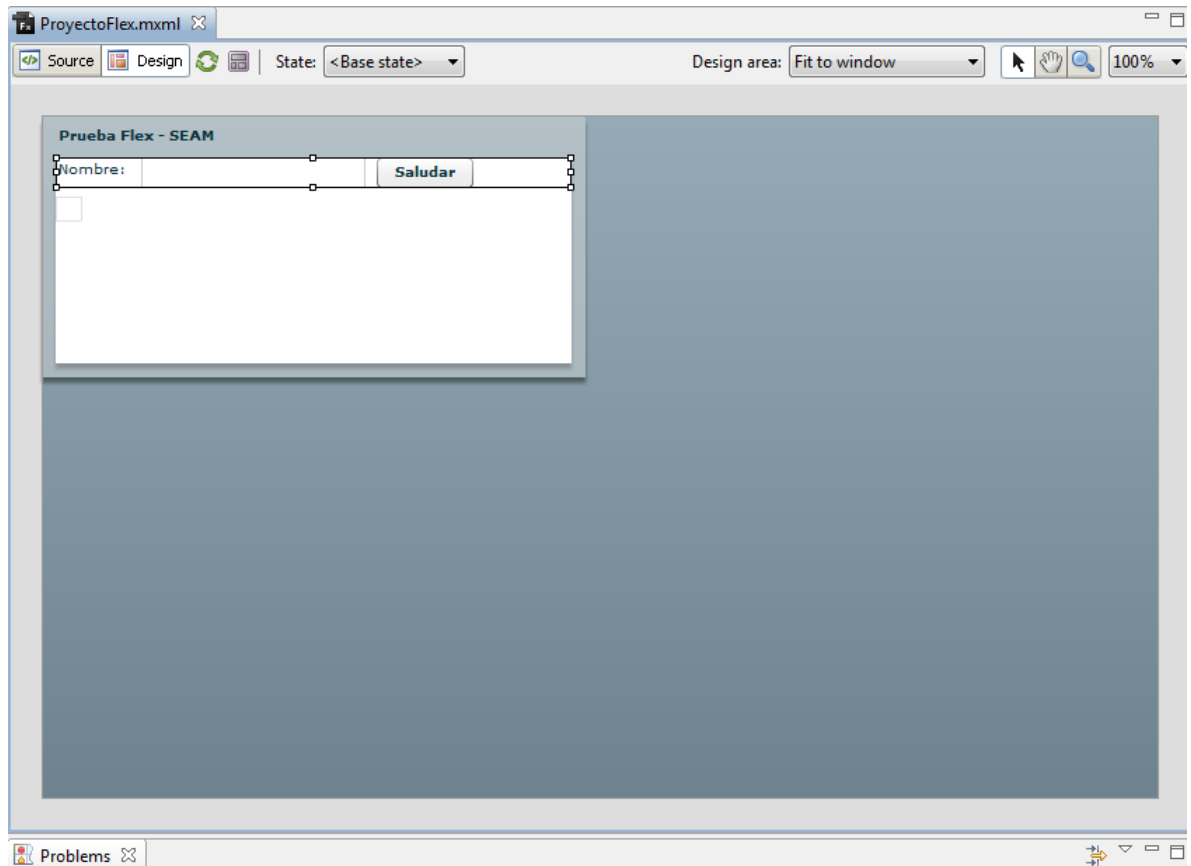 ProyectoFlex.mxml
Source Design State: <Base state> Design area: Fit to window 100%
Prueba Flex - SEAM
Nombre: Saludar
Problems